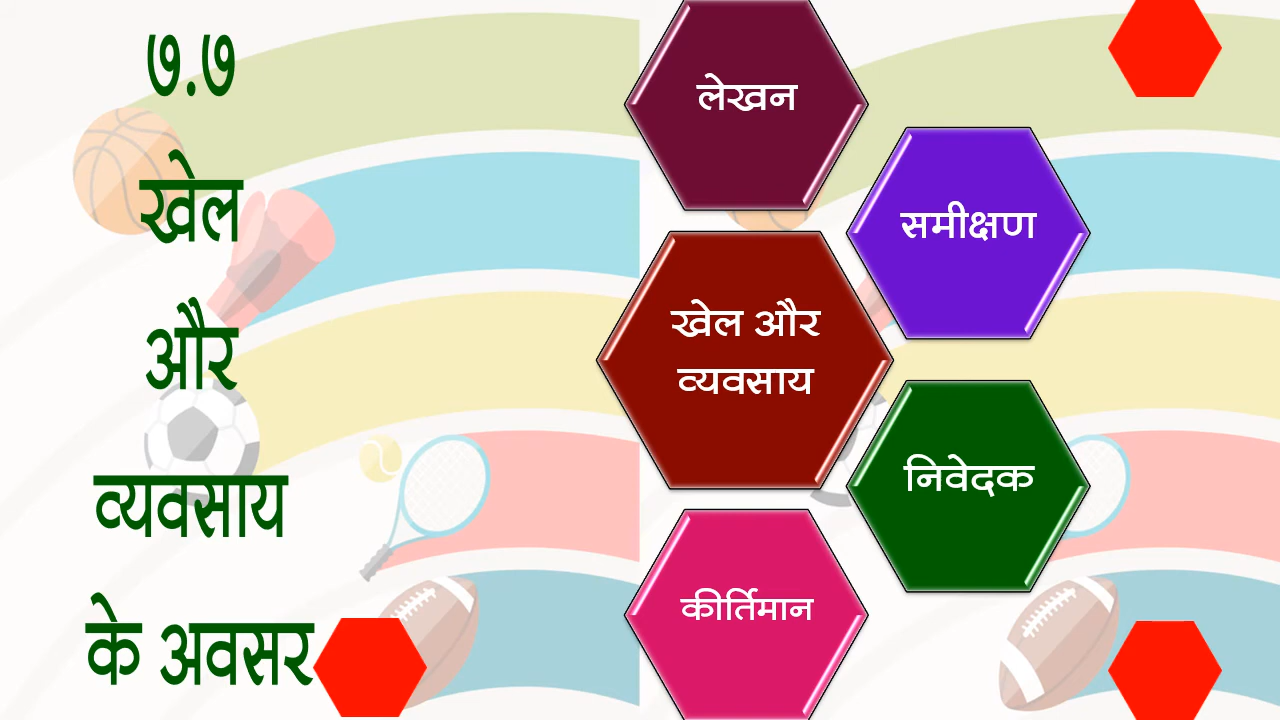 ७.७
खेल
और
व्यवसाय
के अवसर
लेखन
समीक्षण
खेल और
व्यवसाय
निवेदक
कीर्तिमान